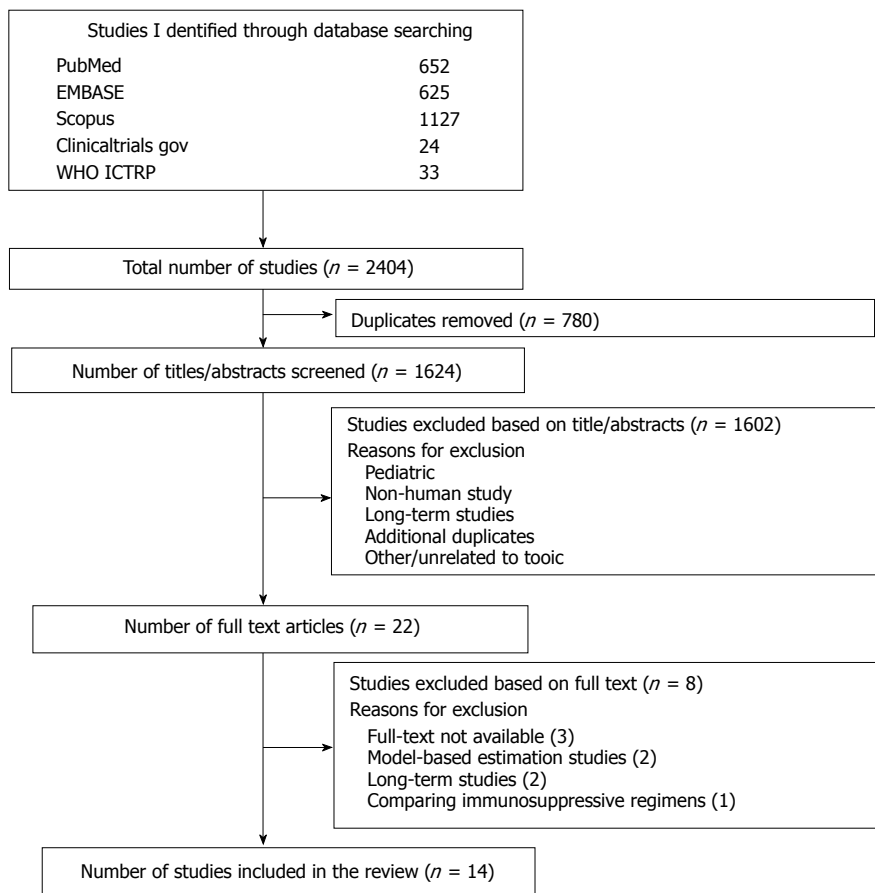 Studies I dentified through database searching
PubMed 652
EMBASE 625
Scopus 1127
Clinicaltrials gov 24
WHO ICTRP 33
Total number of studies (n = 2404)
Duplicates removed (n = 780)
Number of titles/abstracts screened (n = 1624)
Studies excluded based on title/abstracts (n = 1602)
Reasons for exclusion
Pediatric
Non-human study
Long-term studies
Additional duplicates
Other/unrelated to tooic
Number of full text articles (n = 22)
Studies excluded based on full text (n = 8)
Reasons for exclusion
Full-text not available (3)
Model-based estimation studies (2)
Long-term studies (2)
Comparing immunosuppressive regimens (1)
Number of studies included in the review (n = 14)